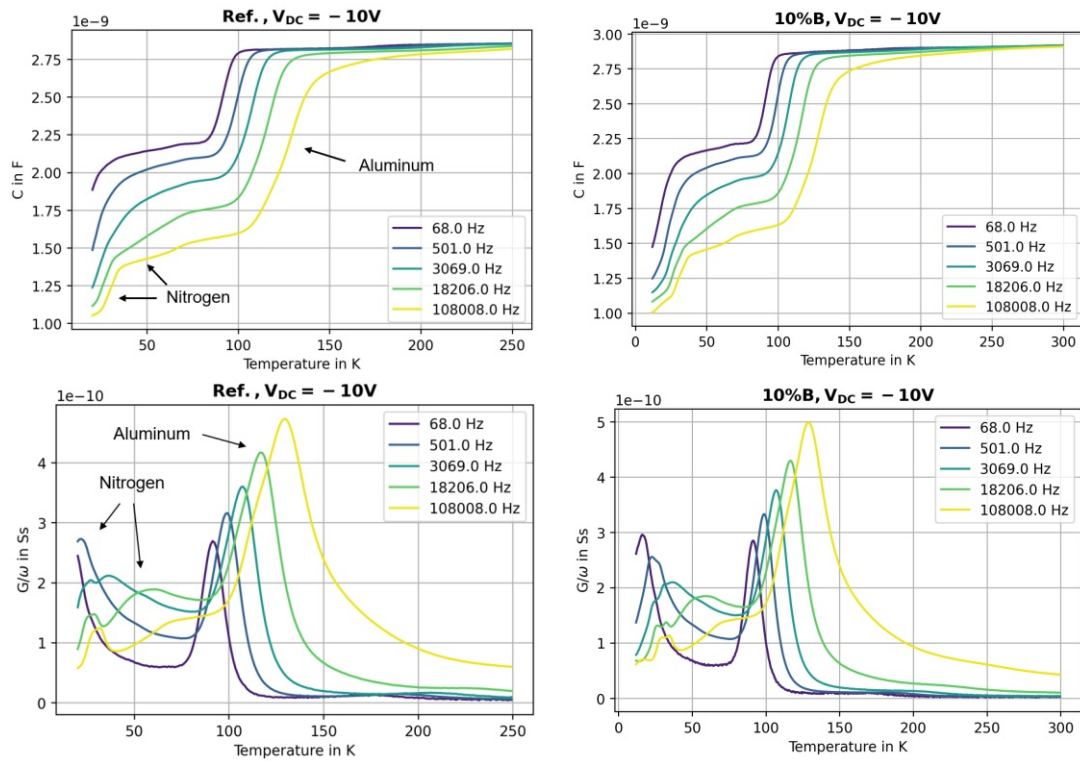 Ref., V_DC = − 10V
1e−9
C in F
2.75
2.50
2.25
2.00
1.75
1.50
1.25
1.00
Aluminum
Nitrogen
68.0 Hz
501.0 Hz
3069.0 Hz
18206.0 Hz
108008.0 Hz
50 100 150 200 250
Temperature in K
10%B, V_DC = − 10V
1e−9
C in F
3.00
2.75
2.50
2.25
2.00
1.75
1.50
1.25
1.00
68.0 Hz
501.0 Hz
3069.0 Hz
18206.0 Hz
108008.0 Hz
0 50 100 150 200 250 300
Temperature in K
Ref., V_DC = − 10V
1e−10
G/ω in Ss
4
3
2
1
0
Aluminum
Nitrogen
68.0 Hz
501.0 Hz
3069.0 Hz
18206.0 Hz
108008.0 Hz
50 100 150 200 250
Temperature in K
10%B, V_DC = − 10V
1e−10
G/ω in Ss
5
4
3
2
1
0
68.0 Hz
501.0 Hz
3069.0 Hz
18206.0 Hz
108008.0 Hz
0 50 100 150 200 250 300
Temperature in K